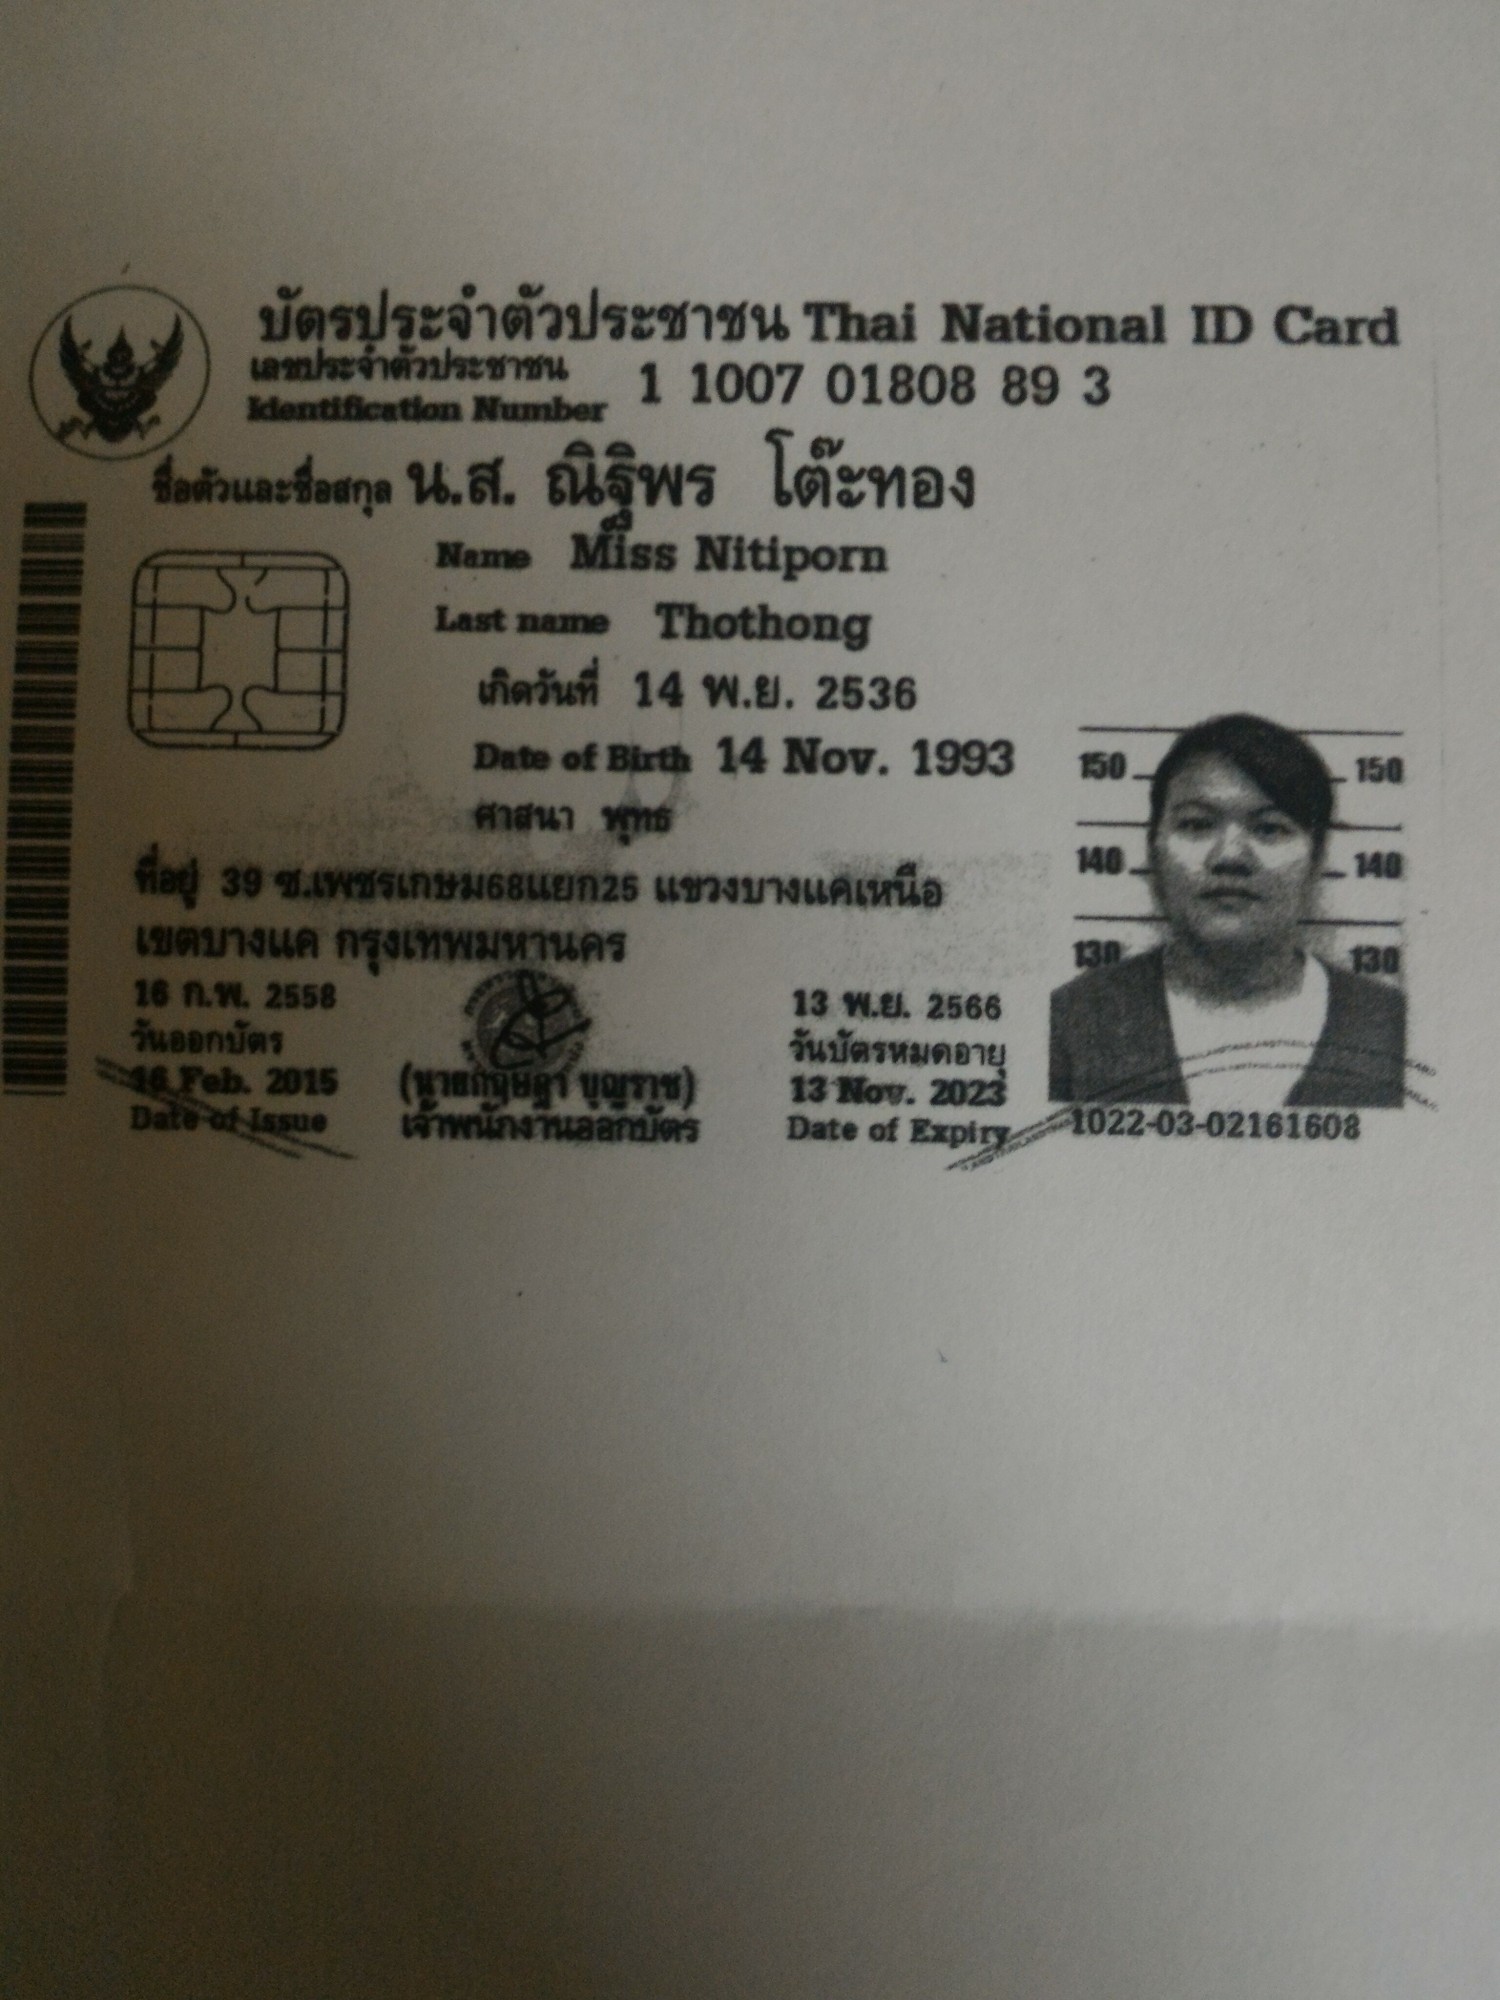 บัตรประจำตัวประชาชน Thai National ID Card
เลขประจำตัวประชาชน
Identification Number 1 1007 01808 89 3
ชื่อตัวและชื่อสกุล น.ส. ณิฐิพร โต๊ะทอง
Name Miss Nitiporn
Last name Thothong
เกิดวันที่ 14 พ.ย. 2536
Date of Birth 14 Nov. 1993
ศาสนา พุทธ
ที่อยู่ 39 ซ.เพชรเกษม68แยก25 แขวงบางแคเหนือ
เขตบางแค กรุงเทพมหานคร
16 ก.พ. 2558
วันออกบัตร
16 Feb. 2015
Date of Issue
(นายกฤษฎา บุญราช)
เจ้าพนักงานออกบัตร
13 พ.ย. 2566
วันบัตรหมดอายุ
13 Nov. 2023
Date of Expiry
150 150
140 140
130 130
1022-03-02161608